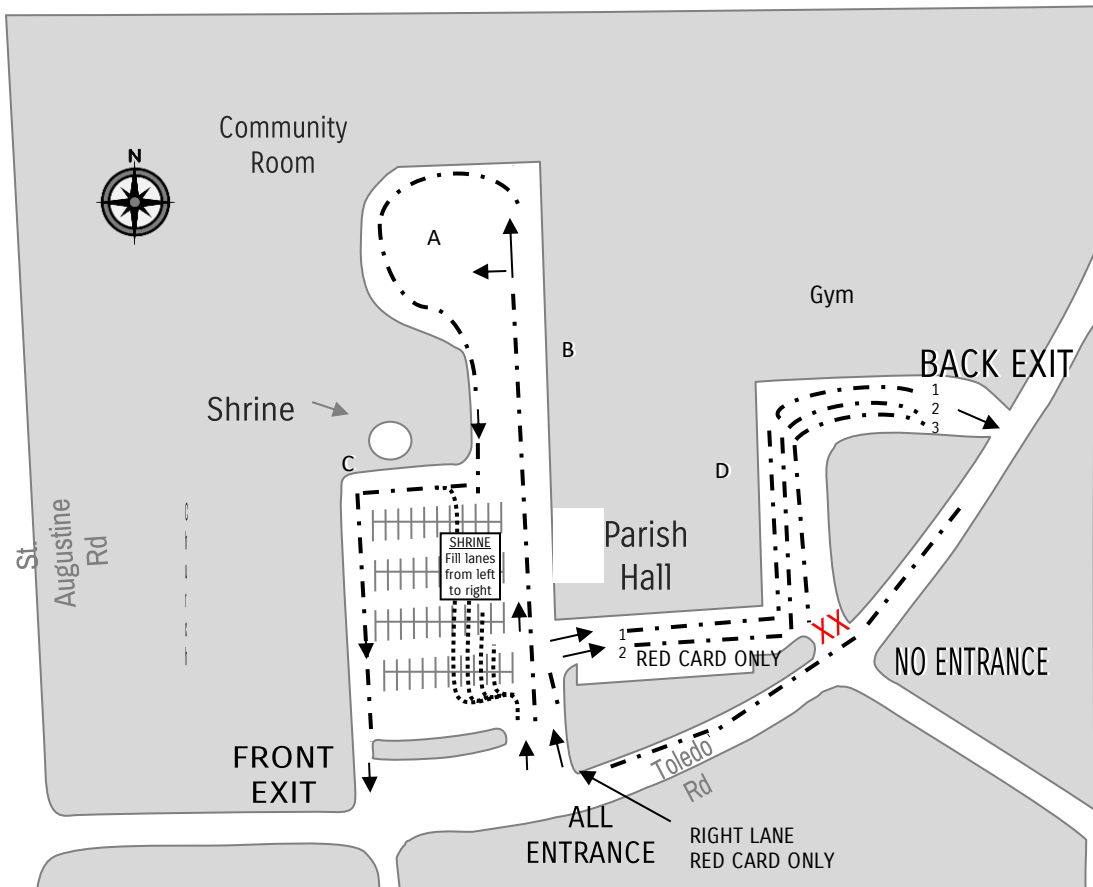 Community
Room
N
A
Gym
B
BACK EXIT
1
2
3
Shrine
C
D
St.
Augustine
Rd
SHRINE
Fill lanes
from left
to right
Parish
Hall
1
2
RED CARD ONLY
XX
NO ENTRANCE
FRONT
EXIT
Toledo
Rd
ALL
ENTRANCE
RIGHT LANE
RED CARD ONLY